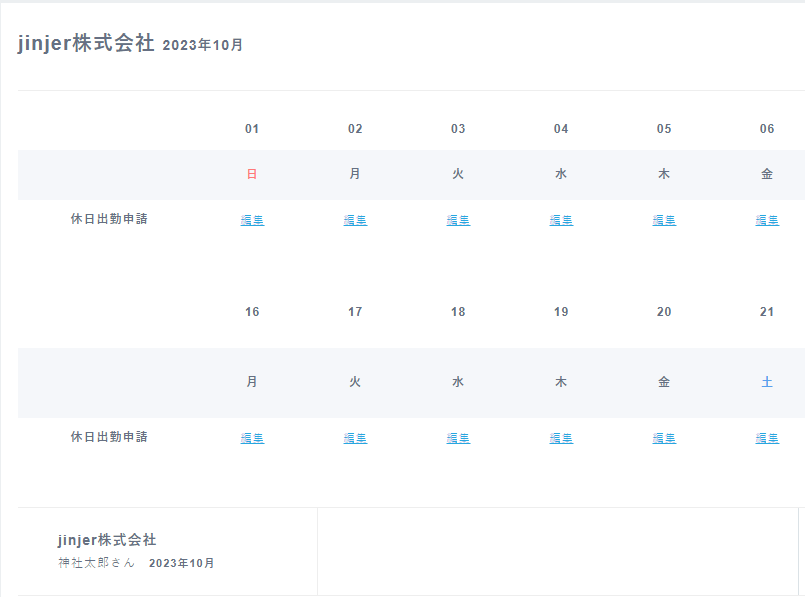 jinjer株式会社 2023年10月
01 02 03 04 05 06
日 月 火 水 木 金
休日出勤申請 編集 編集 編集 編集 編集 編集
16 17 18 19 20 21
月 火 水 木 金 土
休日出勤申請 編集 編集 編集 編集 編集 編集
jinjer株式会社
神社太郎さん 2023年10月